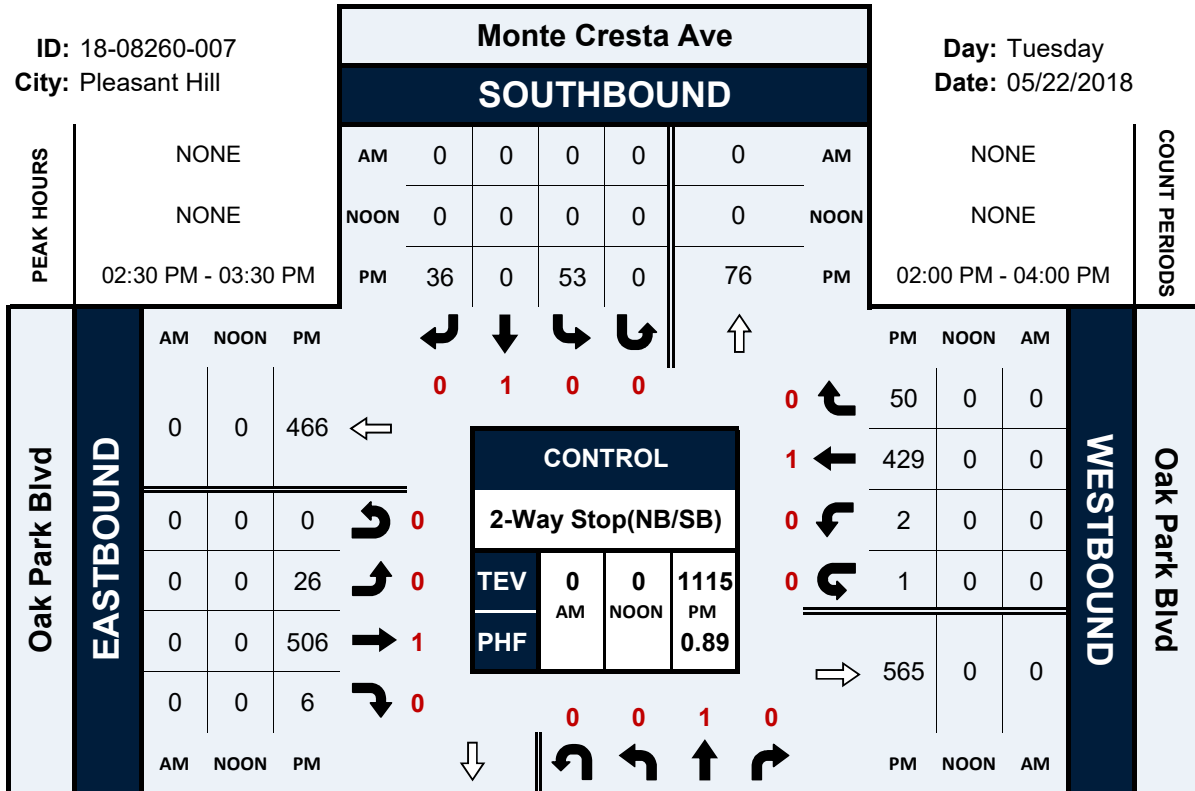 Monte Cresta Ave
SOUTHBOUND
ID: 18-08260-007
City: Pleasant Hill
Day: Tuesday
Date: 05/22/2018
PEAK HOURS
NONE
NONE
02:30 PM - 03:30 PM
AM 0 0 0 0 0 AM
NOON 0 0 0 0 0 NOON
PM 36 0 53 0 76 PM
NONE
NONE
02:00 PM - 04:00 PM
COUNT PERIODS
0 1 0 0
Oak Park Blvd
EASTBOUND
AM NOON PM
0 0 466
0 0 0 0
0 0 26 0
0 0 506 1
0 0 6 0
AM NOON PM
CONTROL
2-Way Stop(NB/SB)
TEV 0 0 1115
AM NOON PM
PHF 0.89
PM NOON AM
0 50 0 0
1 429 0 0
0 2 0 0
0 1 0 0
565 0 0
PM NOON AM
WESTBOUND
Oak Park Blvd
0 0 1 0